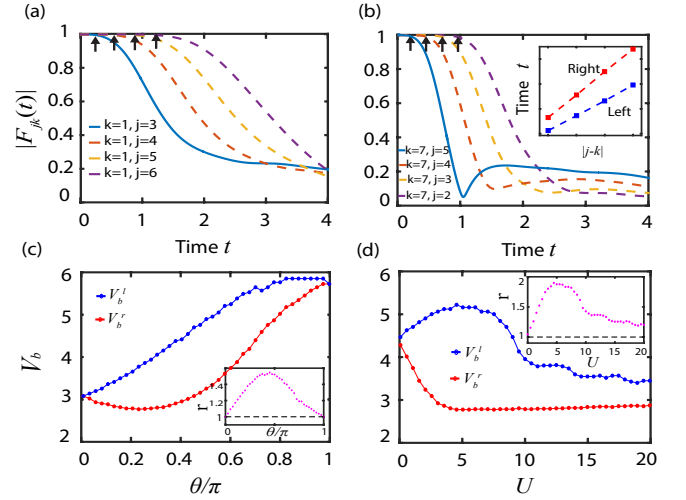 (a)
1
0.8
0.6
0.4
0.2
0
|F_{jk}(t)|
k=1, j=3
k=1, j=4
k=1, j=5
k=1, j=6
0 1 2 3 4
Time t
(b)
1
0.8
0.6
0.4
0.2
0
k=7, j=5
k=7, j=4
k=7, j=3
k=7, j=2
0 1 2 3 4
Time t
Time t
Right
Left
|j-k|
(c)
6
5
4
3
2
V_b
V_b^l
V_b^r
0 0.2 0.4 0.6 0.8 1
θ/π
r
1.4
1.2
1
0 1
θ/π
(d)
6
5
4
3
2
V_b^l
V_b^r
0 5 10 15 20
U
r
2
1.5
1
0 5 10 15 20
U